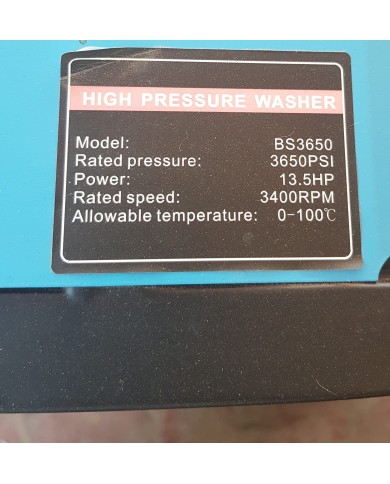 HIGH PRESSURE WASHER
Model: BS3650
Rated pressure: 3650PSI
Power: 13.5HP
Rated speed: 3400RPM
Allowable temperature: 0-100℃